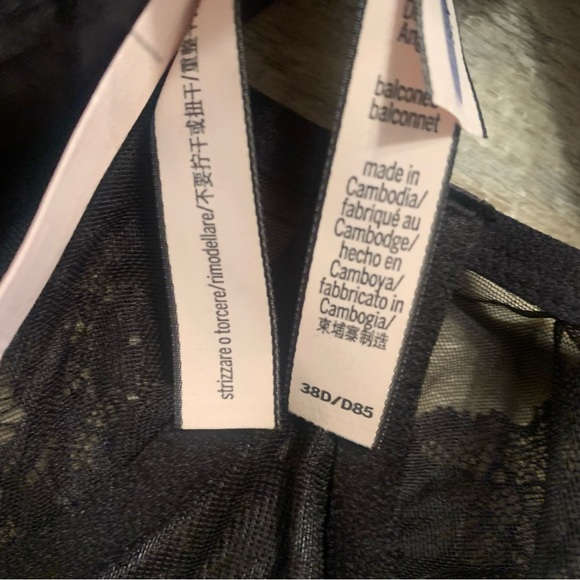 strizzare o torcere/rimodellare/不要拧干或扭干/重整
balconet
balconnet
made in
Cambodia/
fabriqué au
Cambodge/
hecho en
Camboya/
fabbricato in
Cambogia/
柬埔寨制造
38D/D85